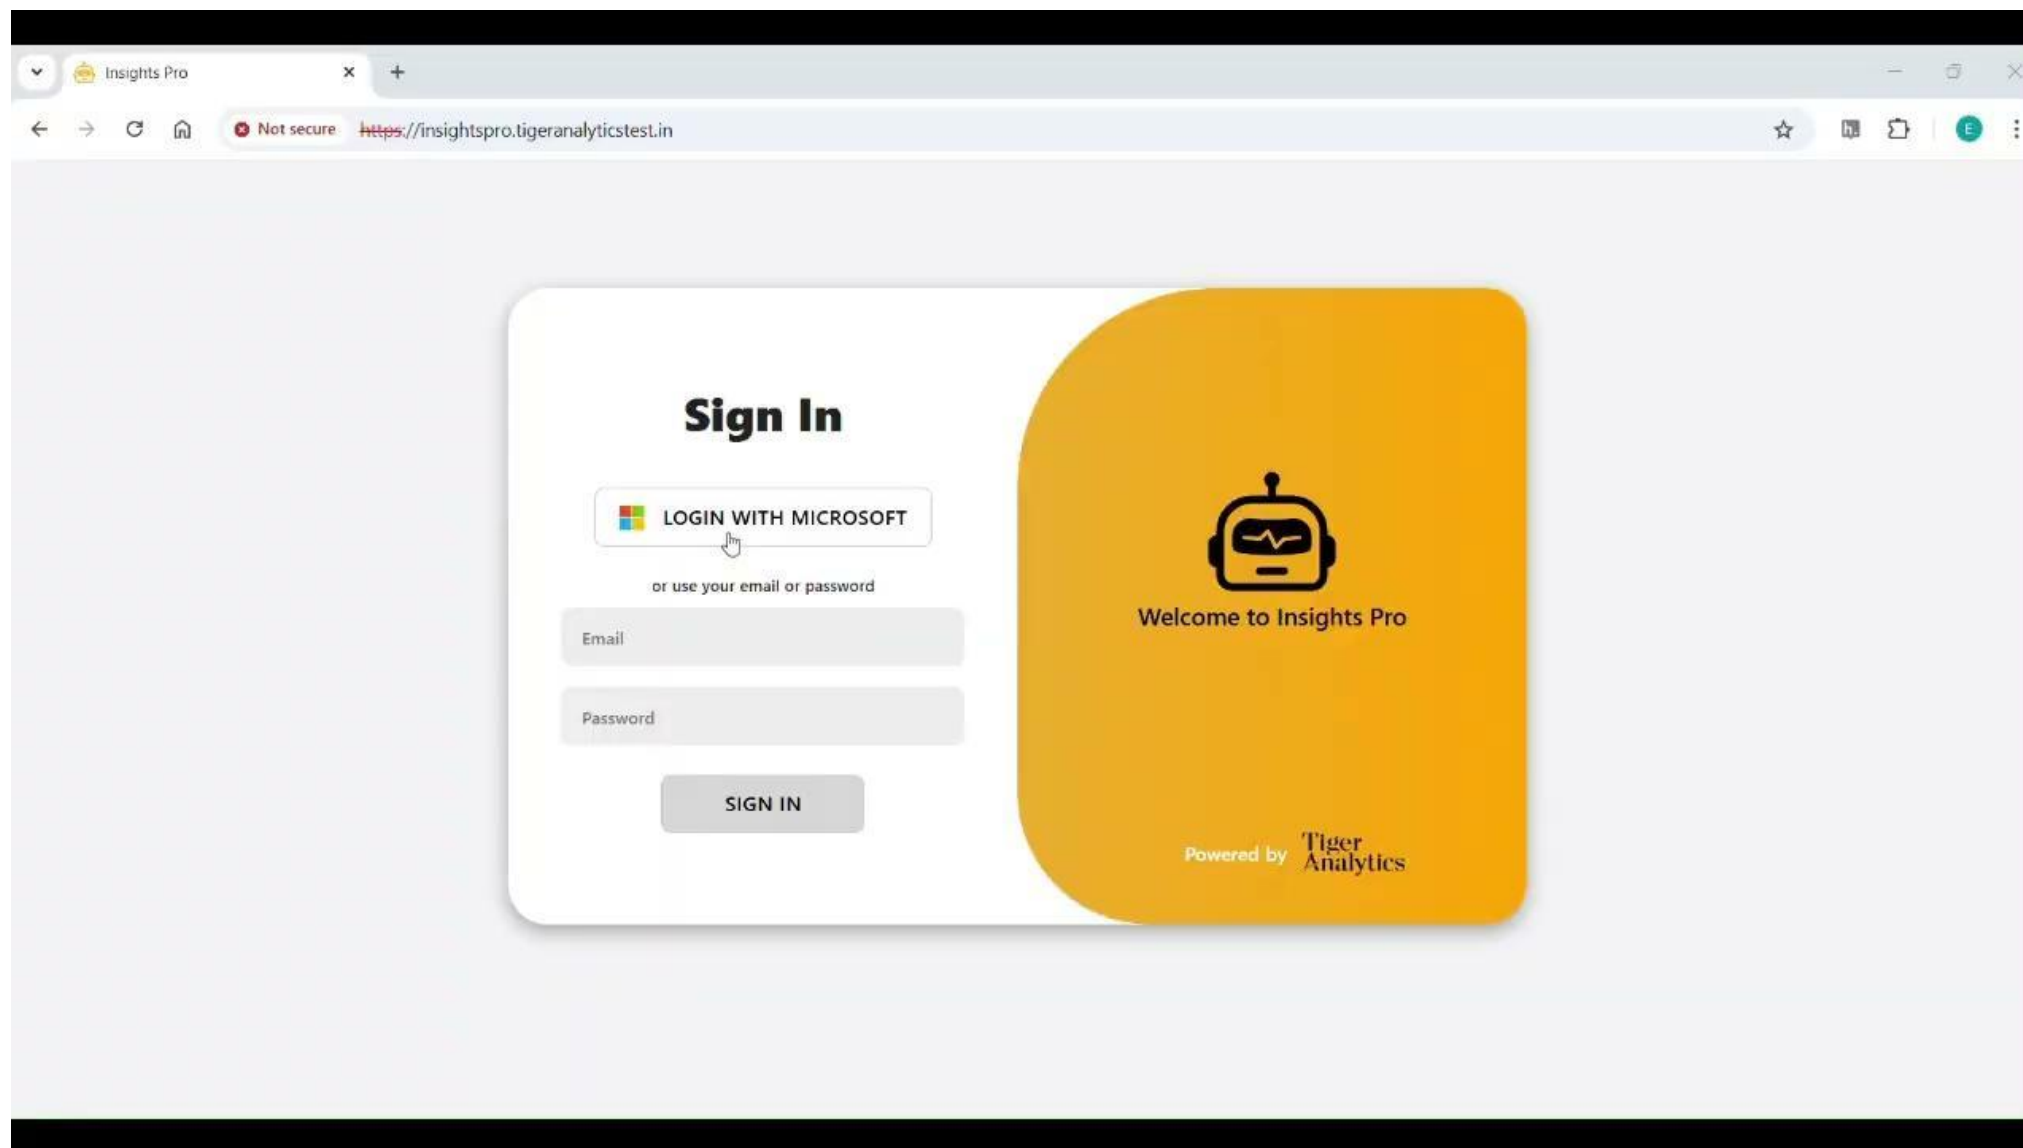 Insights Pro
Not secure https://insightspro.tigeranalyticstest.in
E
Sign In
LOGIN WITH MICROSOFT
or use your email or password
Email
Password
SIGN IN
Welcome to Insights Pro
Powered by Tiger Analytics